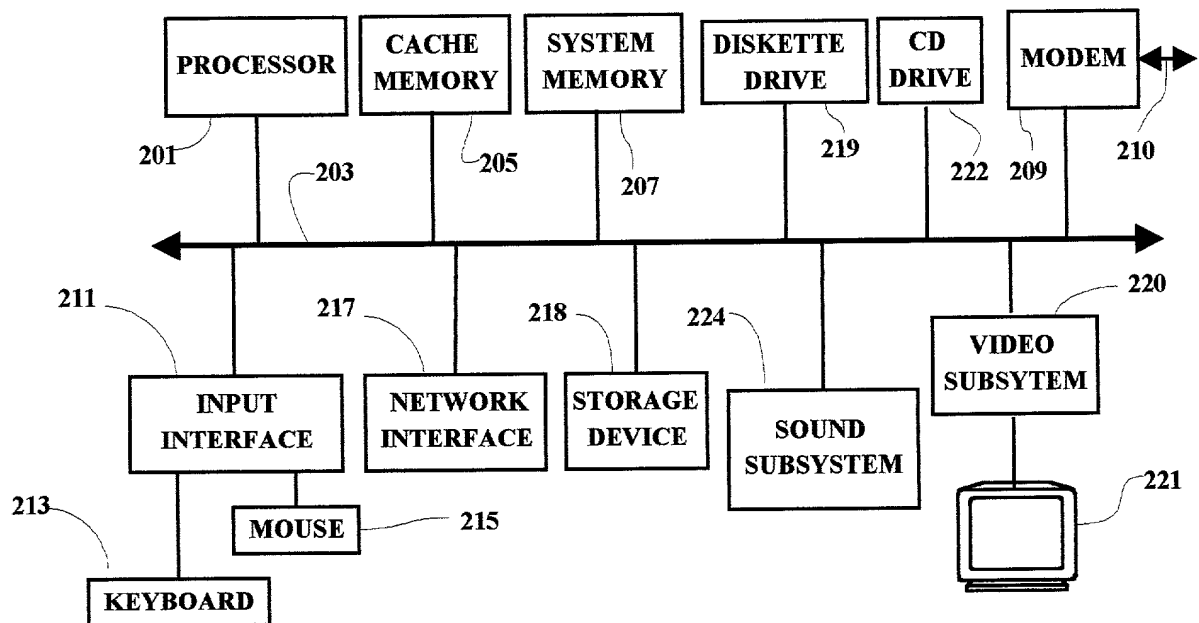 PROCESSOR
CACHE
MEMORY
SYSTEM
MEMORY
DISKETTE
DRIVE
CD
DRIVE
MODEM
201
203
205
207
219
222
209
210
211
217
218
224
220
INPUT
INTERFACE
NETWORK
INTERFACE
STORAGE
DEVICE
SOUND
SUBSYSTEM
VIDEO
SUBSYTEM
213
MOUSE
215
221
KEYBOARD